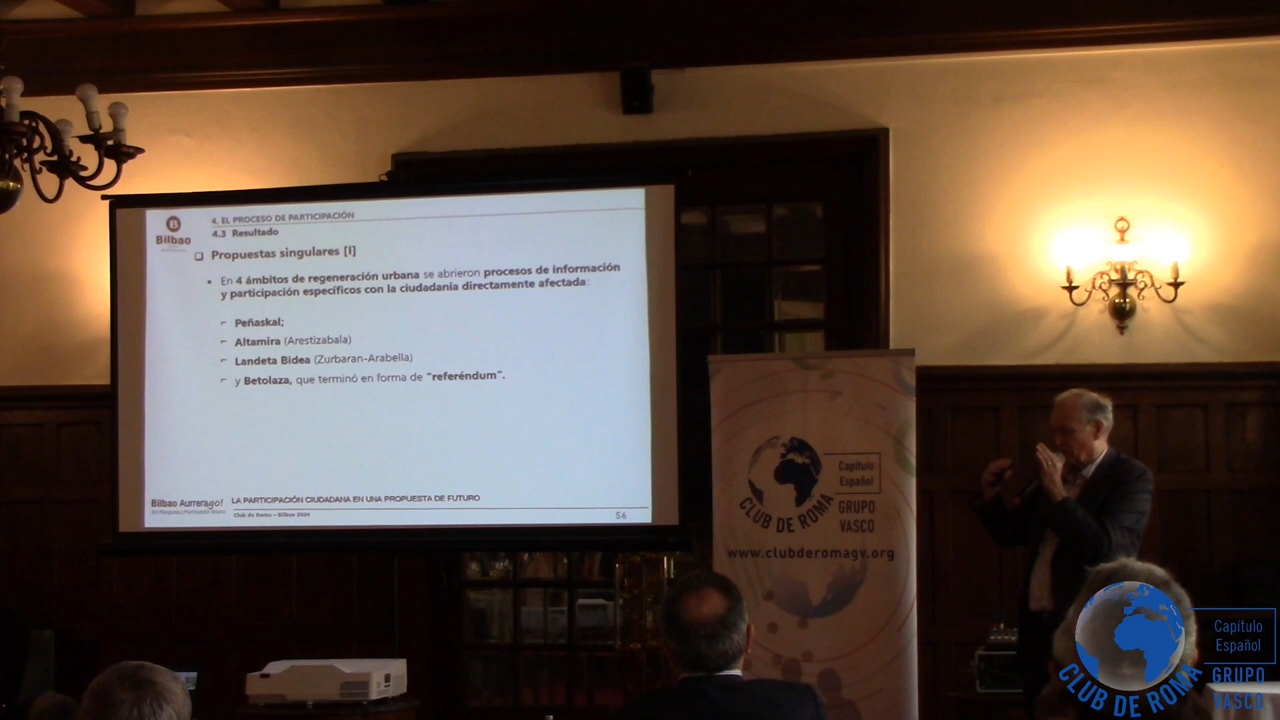 Bilbao
4. EL PROCESO DE PARTICIPACIÓN
4.3 Resultado
Propuestas singulares [I]
• En 4 ámbitos de regeneración urbana se abrieron procesos de información
y participación específicos con la ciudadanía directamente afectada:
Peñaskal;
Altamira (Arestizabala)
Landeta Bidea (Zurbaran-Arabella)
y Betolaza, que terminó en forma de “referéndum”.
Bilbao Aurrerago!
LA PARTICIPACIÓN CIUDADANA EN UNA PROPUESTA DE FUTURO
Club de Roma – Bilbao 2024
56
CLUB DE ROMA
Capítulo
Español
GRUPO
VASCO
www.clubderomagv.org
CLUB DE ROMA
Capítulo
Español
GRUPO
VASCO